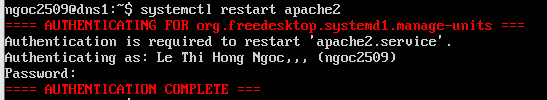 ngoc2509@dns1:~$ systemctl restart apache2
==== AUTHENTICATING FOR org.freedesktop.systemd1.manage-units ===
Authentication is required to restart 'apache2.service'.
Authenticating as: Le Thi Hong Ngoc,,, (ngoc2509)
Password:
==== AUTHENTICATION COMPLETE ===